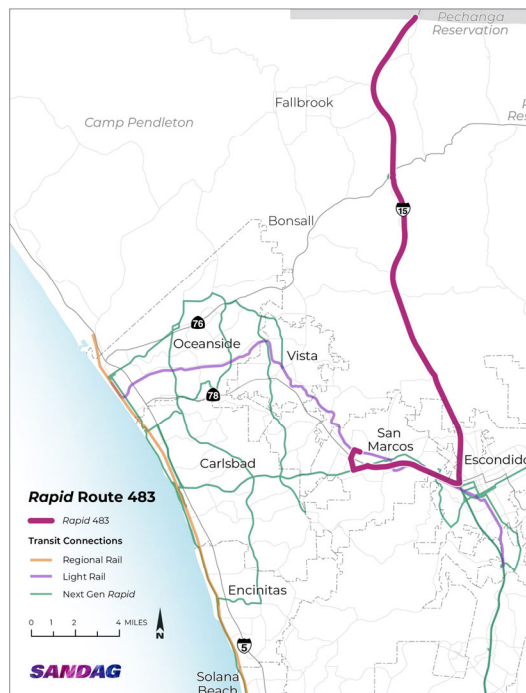 Pechanga
Reservation
Fallbrook
Camp Pendleton
Res
15
Bonsall
76
Oceanside
Vista
78
San
Marcos
Escondido
Carlsbad
Rapid Route 483
Rapid 483
Transit Connections
Regional Rail
Light Rail
Next Gen Rapid
0 2 4 MILES
N
Encinitas
5
SANDAG
Solana
Beach